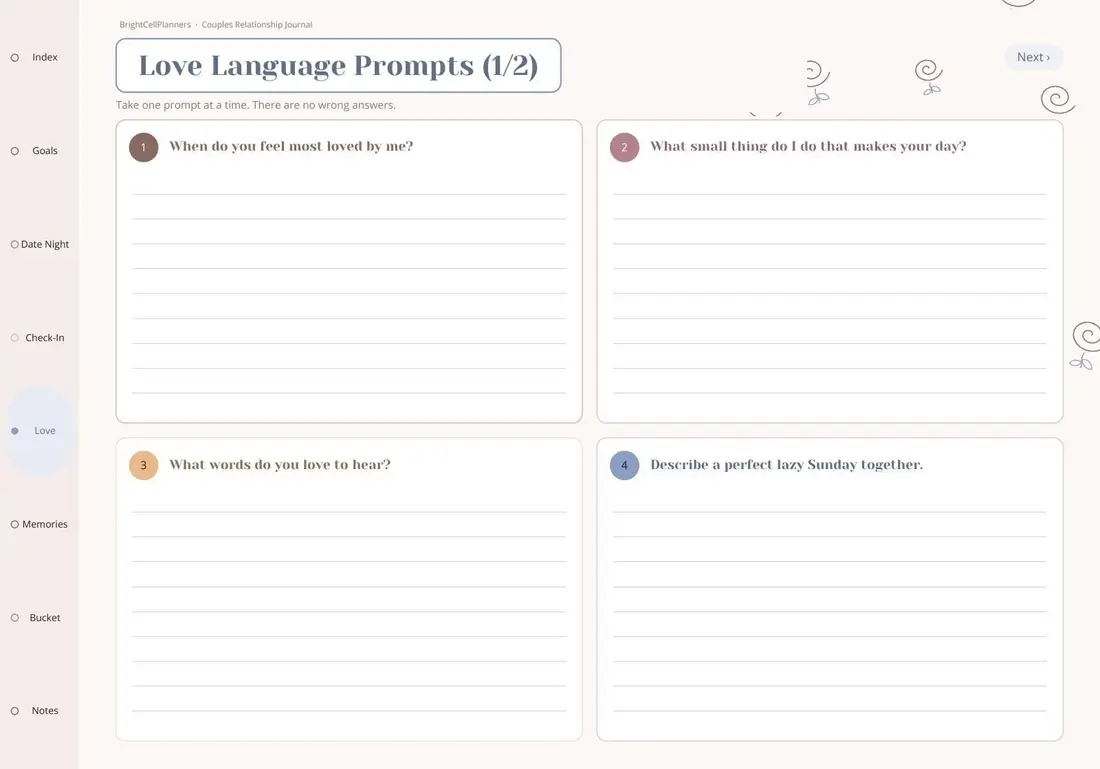 BrightCellPlanners · Couples Relationship Journal
Love Language Prompts (1/2)
Next ›
Take one prompt at a time. There are no wrong answers.
Index
Goals
Date Night
Check-In
Love
Memories
Bucket
Notes
1 When do you feel most loved by me?
2 What small thing do I do that makes your day?
3 What words do you love to hear?
4 Describe a perfect lazy Sunday together.